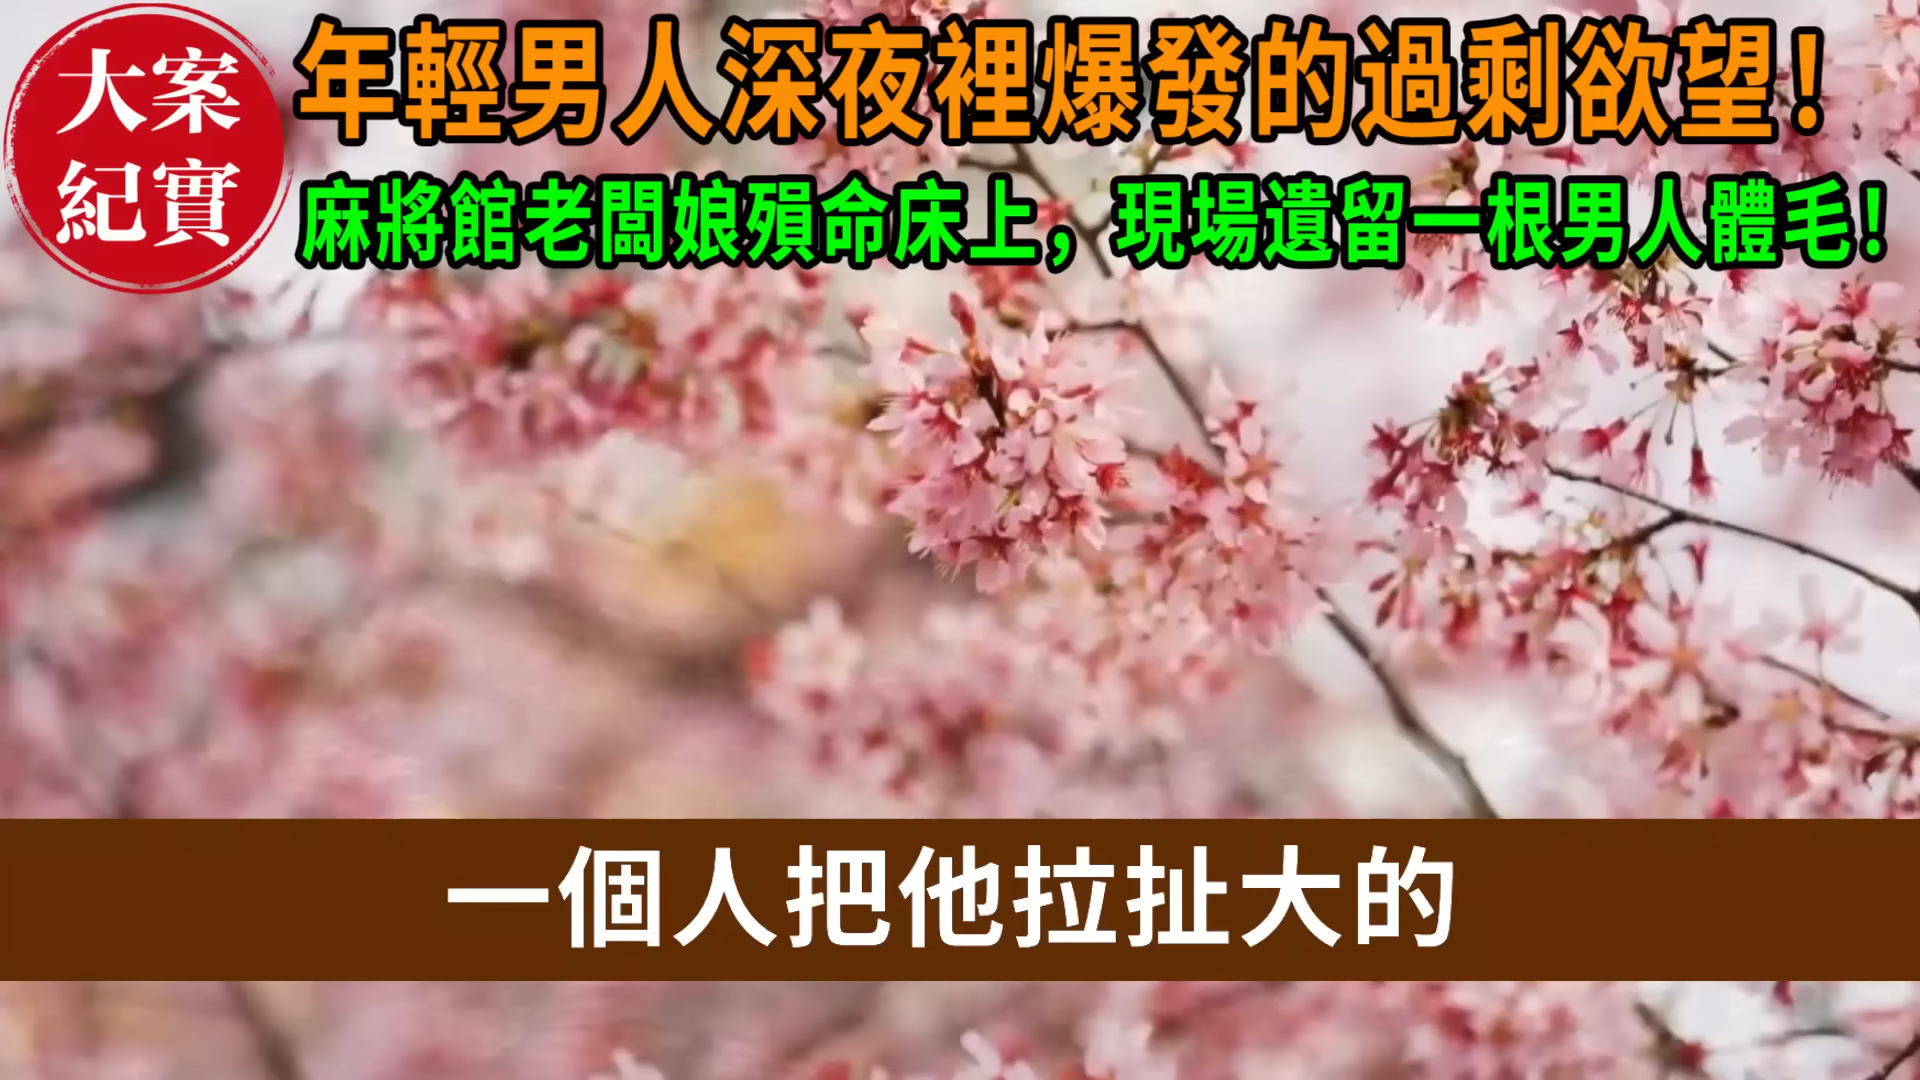 大案
紀實
年輕男人深夜裡爆發的過剩欲望！
麻將館老闆娘殞命床上，現場遺留一根男人體毛！
一個人把他拉扯大的